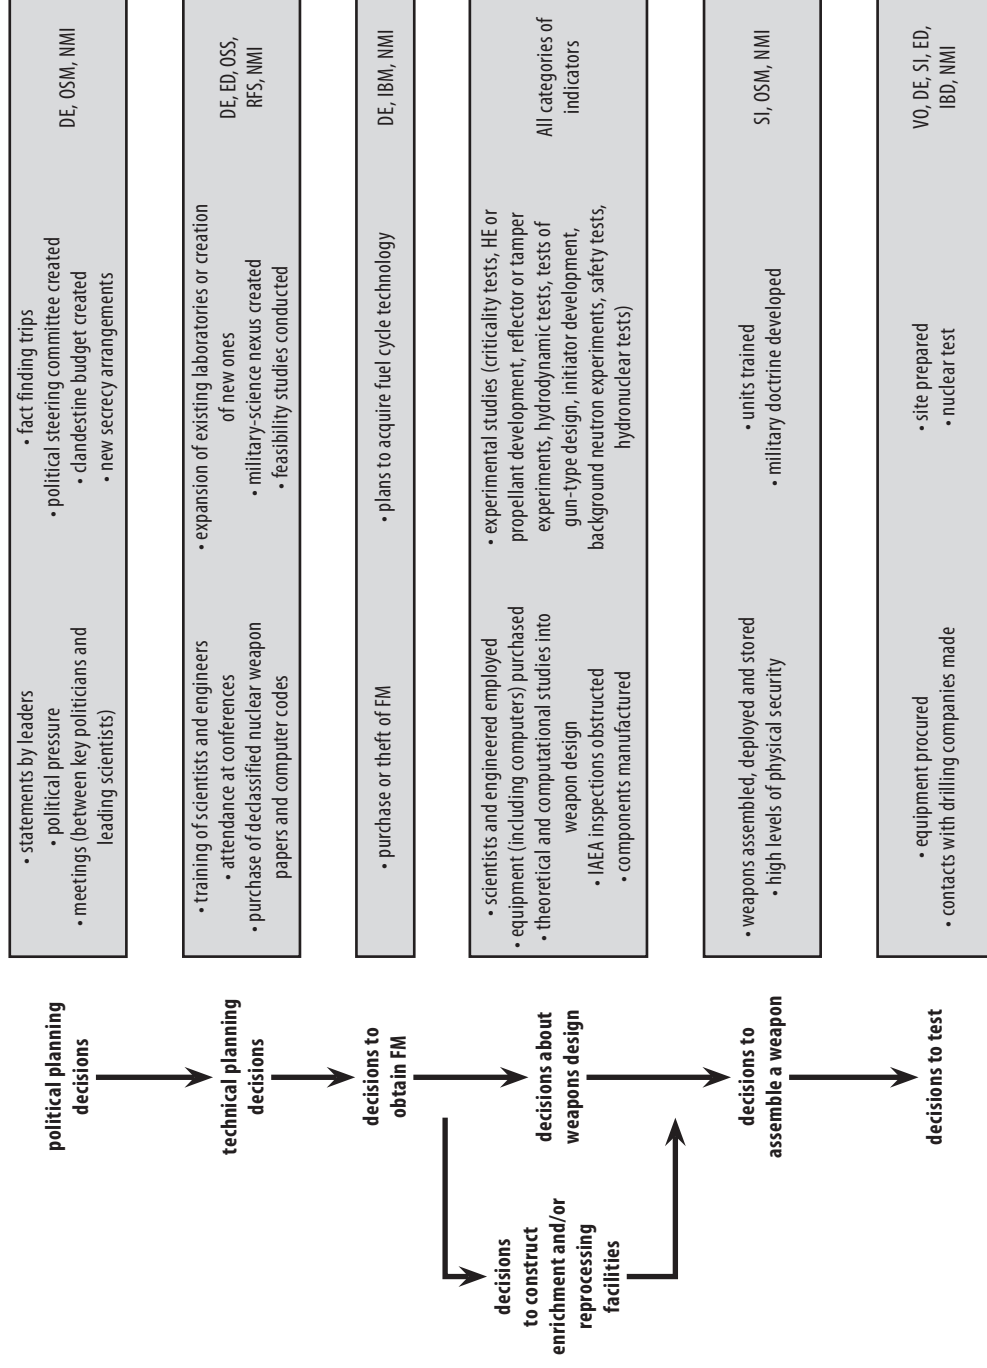 political planning
decisions
• statements by leaders
• political pressure
• meetings (between key politicians and
leading scientists)
• fact finding trips
• political steering committee created
• clandestine budget created
• new secrecy arrangements
DE, OSM, NMI
technical planning
decisions
• training of scientists and engineers
• attendance at conferences
• purchase of declassified nuclear weapon
papers and computer codes
• expansion of existing laboratories or creation
of new ones
• military-science nexus created
• feasibility studies conducted
DE, ED, OSS,
RFS, NMI
decisions to
obtain FM
• purchase or theft of FM
• plans to acquire fuel cycle technology
DE, IBM, NMI
decisions
to construct
enrichment and/or
reprocessing
facilities
decisions about
weapons design
• scientists and engineered employed
• equipment (including computers) purchased
• theoretical and computational studies into
weapon design
• IAEA inspections obstructed
• components manufactured
• experimental studies (criticality tests, HE or
propellant development, reflector or tamper
experiments, hydrodynamic tests, tests of
gun-type design, initiator development,
background neutron experiments, safety tests,
hydronuclear tests)
All categories of
indicators
decisions to
assemble a weapon
• weapons assembled, deployed and stored
• high levels of physical security
• units trained
• military doctrine developed
SI, OSM, NMI
decisions to test
• equipment procured
• contacts with drilling companies made
• site prepared
• nuclear test
VO, DE, SI, ED,
IBD, NMI